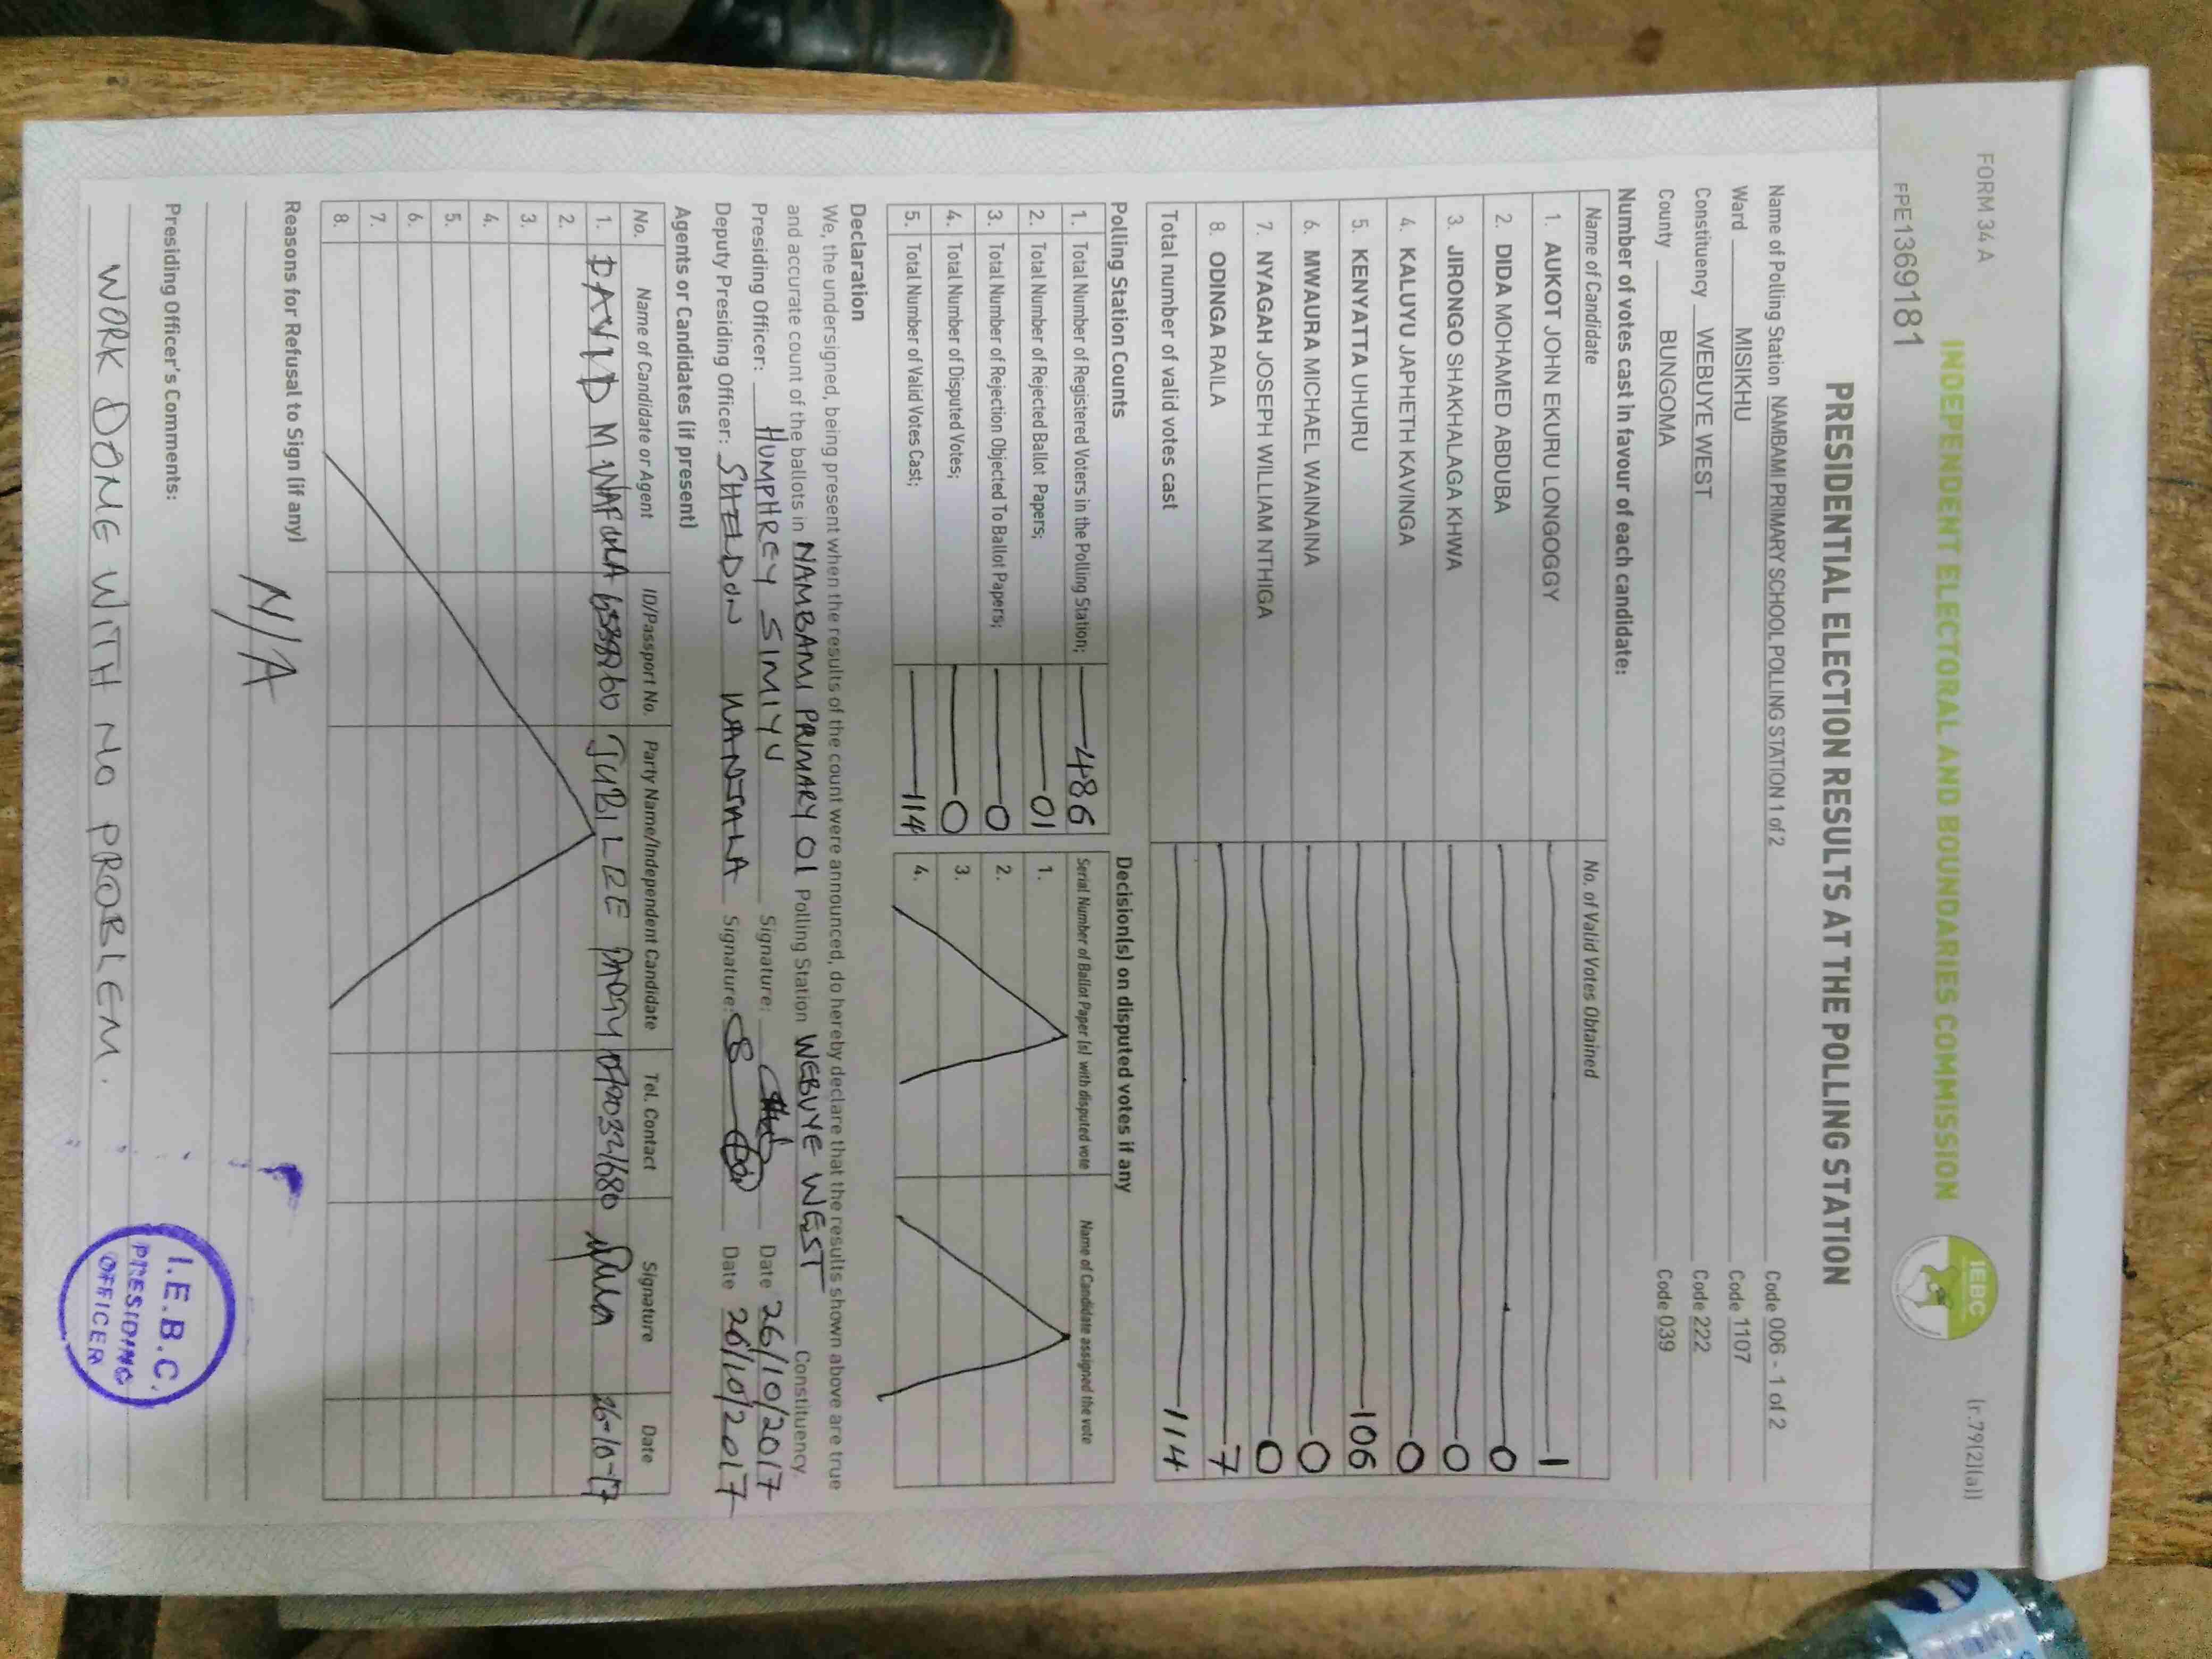 FORM 34 A
(r.79(2)(a))
INDEPENDENT ELECTORAL AND BOUNDARIES COMMISSION
IEBC
FPE1369181
PRESIDENTIAL ELECTION RESULTS AT THE POLLING STATION
Name of Polling Station NAMBAMI PRIMARY SCHOOL POLLING STATION 1 of 2 Code 006 - 1 of 2
Ward MISIKHU Code 1107
Constituency WEBUYE WEST Code 222
County BUNGOMA Code 039
Number of votes cast in favour of each candidate:
Name of Candidate No. of Valid Votes Obtained
1. AUKOT JOHN EKURU LONGOGGY 1
2. DIDA MOHAMED ABDUBA 0
3. JIRONGO SHAKHALAGA KHWA 0
4. KALUYU JAPHETH KAVINGA 0
5. KENYATTA UHURU 106
6. MWAURA MICHAEL WAINAINA 0
7. NYAGAH JOSEPH WILLIAM NTHIGA 0
8. ODINGA RAILA 7
Total number of valid votes cast 114
Polling Station Counts
1. Total Number of Registered Voters in the Polling Station; 486
2. Total Number of Rejected Ballot Papers; 01
3. Total Number of Rejection Objected To Ballot Papers; 0
4. Total Number of Disputed Votes; 0
5. Total Number of Valid Votes Cast; 114
Decision(s) on disputed votes if any
Serial Number of Ballot Paper (s) with disputed vote Name of Candidate assigned the vote
1.
2.
3.
4.
Declaration
We, the undersigned, being present when the results of the count were announced, do hereby declare that the results shown above are true
and accurate count of the ballots in NAMBAMI PRIMARY 01 Polling Station WEBUYE WEST Constituency.
Presiding Officer: HUMPHREY SIMIYU Signature: Date 26/10/2017
Deputy Presiding Officer: SHELDON Signature: Date 26/10/2017
Agents or Candidates (if present)
No. Name of Candidate or Agent ID/Passport No. Party Name/Independent Candidate Tel. Contact Signature Date
1. DAVID M WAFULA JUBILEE PARTY 26-10-17
2.
3.
4.
5.
6.
7.
8.
Reasons for Refusal to Sign (if any)
N/A
Presiding Officer's Comments:
WORK DONE WITH NO PROBLEM.
I.E.B.C.
PRESIDING
OFFICER